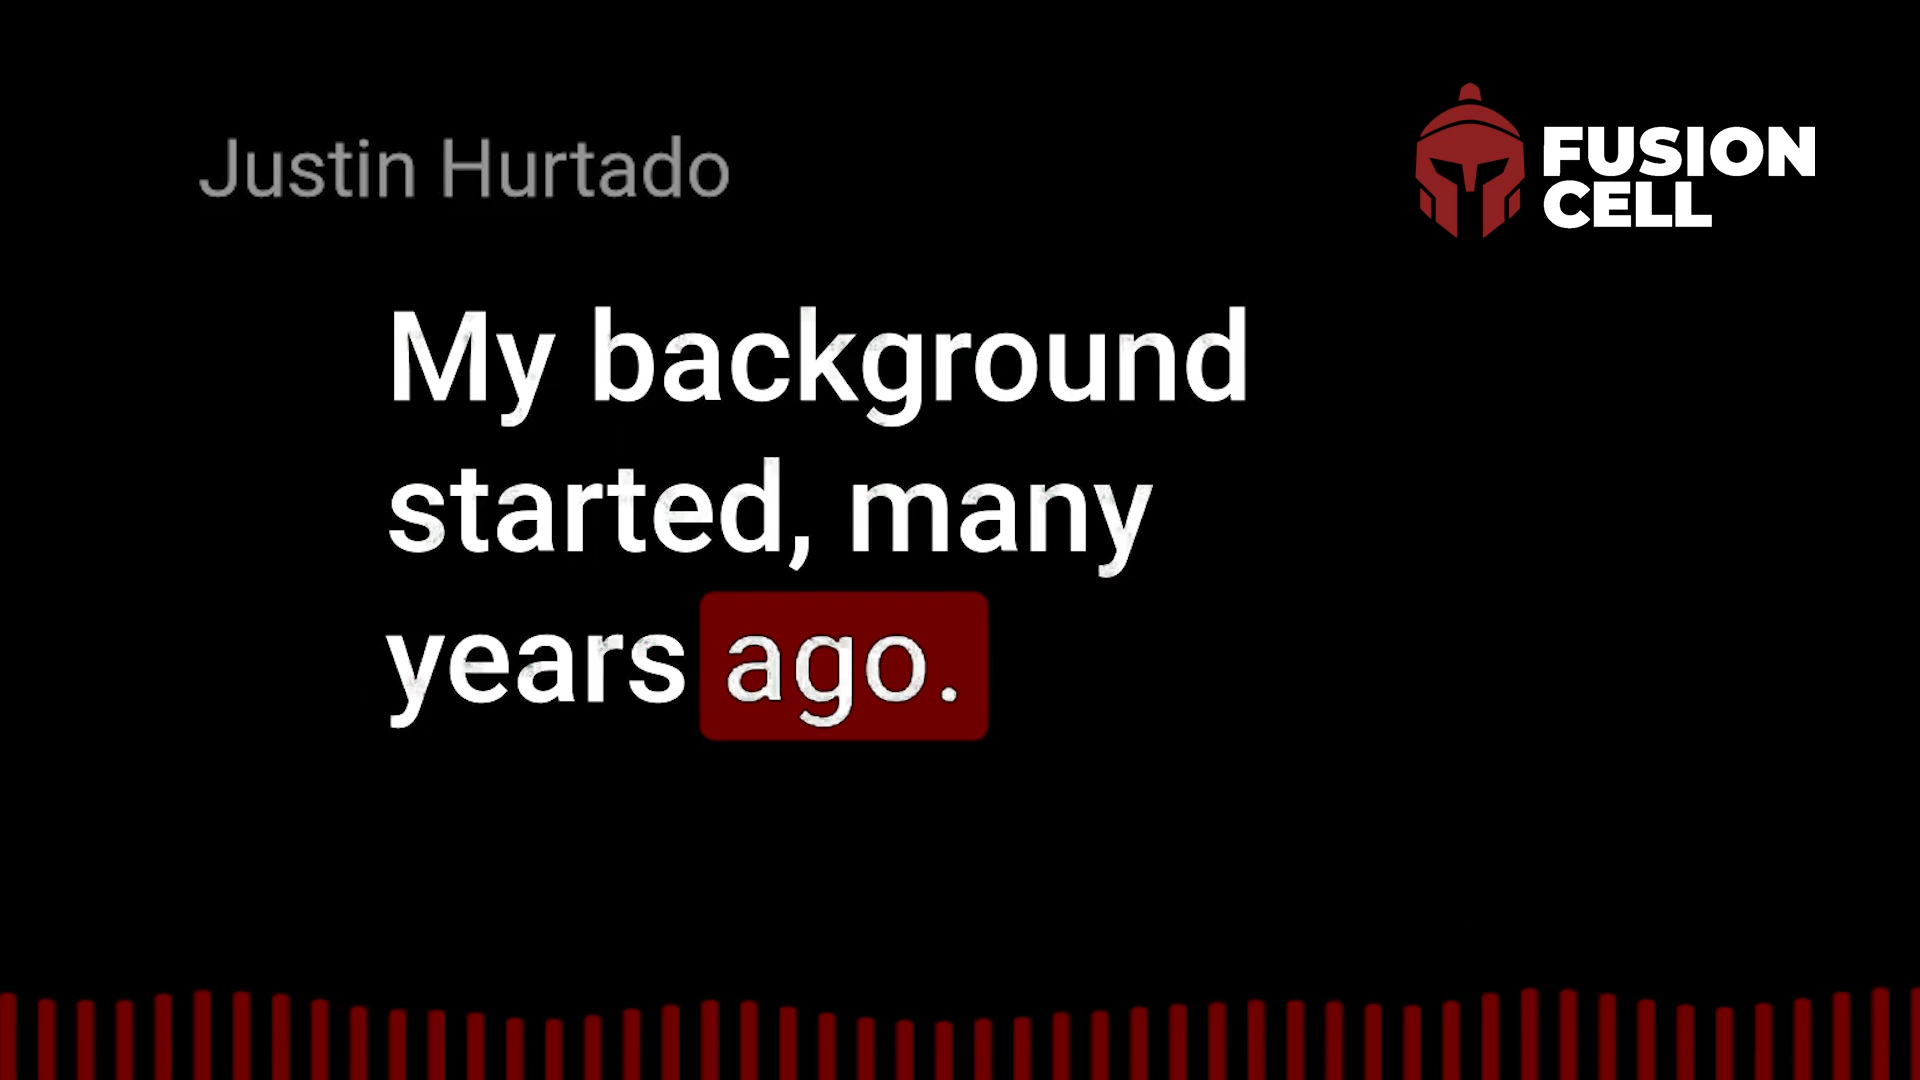 Justin Hurtado
FUSION
CELL
My background
started, many
years ago.